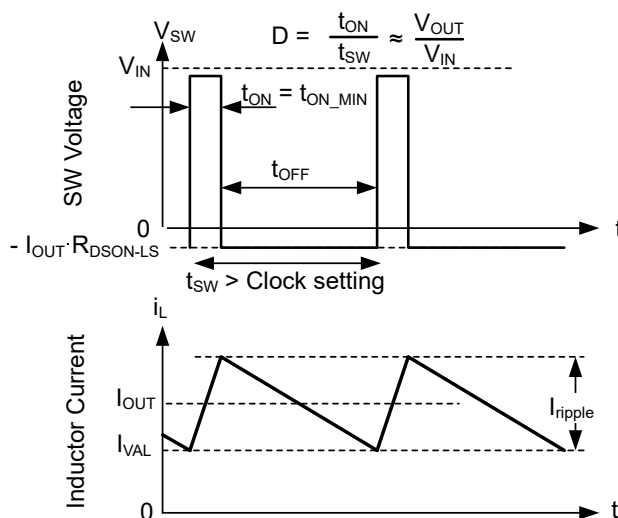 V_SW
D = t_ON / t_SW ≈ V_OUT / V_IN
V_IN
t_ON = t_ON_MIN
SW Voltage
t_OFF
0
t
- I_OUT·R_DSON-LS
t_SW > Clock setting
i_L
Inductor Current
I_OUT
I_ripple
I_VAL
0
t